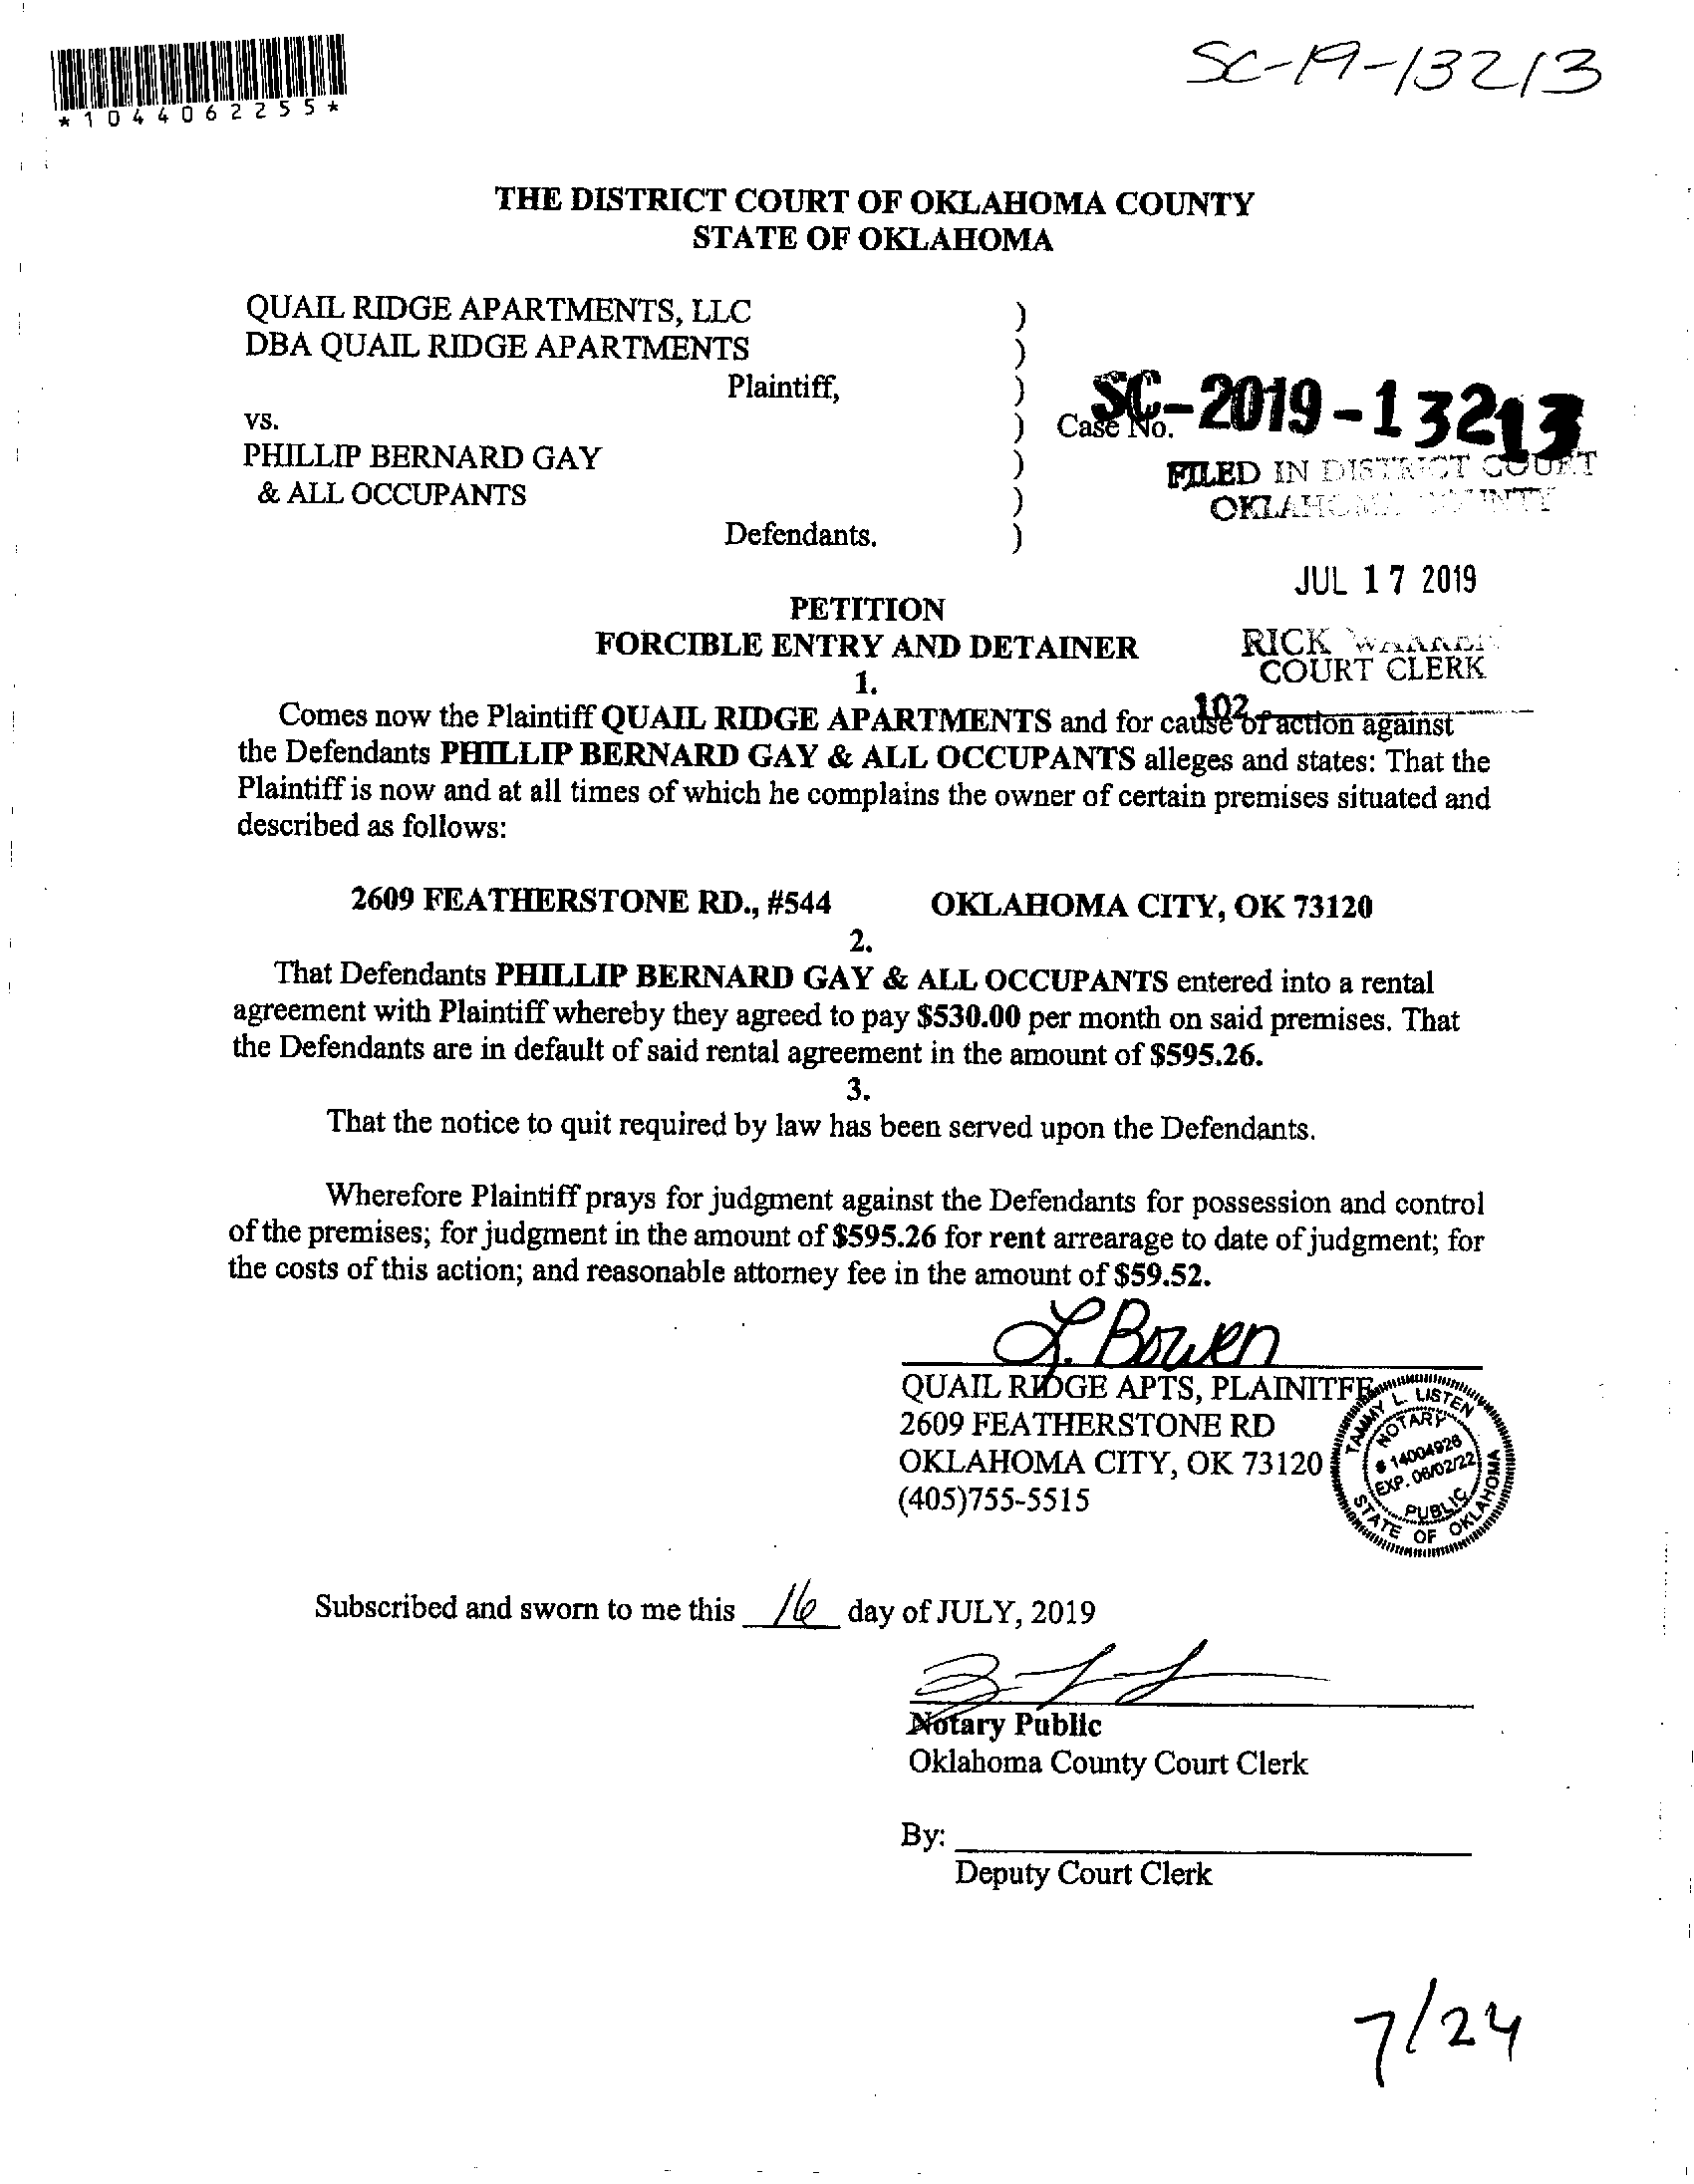 SC-19-13213
*1044062255*
THE DISTRICT COURT OF OKLAHOMA COUNTY
STATE OF OKLAHOMA
QUAIL RIDGE APARTMENTS, LLC )
DBA QUAIL RIDGE APARTMENTS )
Plaintiff, )
vs. ) Case No. SC-2019-13213
PHILLIP BERNARD GAY )
FILED IN DISTRICT COURT
& ALL OCCUPANTS )
OKLAHOMA COUNTY
Defendants. )
JUL 17 2019
PETITION
FORCIBLE ENTRY AND DETAINER
RICK WARREN
COURT CLERK
1.
102
Comes now the Plaintiff QUAIL RIDGE APARTMENTS and for cause of action against
the Defendants PHILLIP BERNARD GAY & ALL OCCUPANTS alleges and states: That the
Plaintiff is now and at all times of which he complains the owner of certain premises situated and
described as follows:
2609 FEATHERSTONE RD., #544 OKLAHOMA CITY, OK 73120
2.
That Defendants PHILLIP BERNARD GAY & ALL OCCUPANTS entered into a rental
agreement with Plaintiff whereby they agreed to pay $530.00 per month on said premises. That
the Defendants are in default of said rental agreement in the amount of $595.26.
3.
That the notice to quit required by law has been served upon the Defendants.
Wherefore Plaintiff prays for judgment against the Defendants for possession and control
of the premises; for judgment in the amount of $595.26 for rent arrearage to date of judgment; for
the costs of this action; and reasonable attorney fee in the amount of $59.52.
L. Bowen
QUAIL RIDGE APTS, PLAINITFF
2609 FEATHERSTONE RD
OKLAHOMA CITY, OK 73120
(405)755-5515
TAMMY L. LISTEN
NOTARY
# 14004926
EXP. 06/02/22
PUBLIC
STATE OF OKLAHOMA
Subscribed and sworn to me this 16 day of JULY, 2019
Notary Public
Oklahoma County Court Clerk
By:
Deputy Court Clerk
7/24